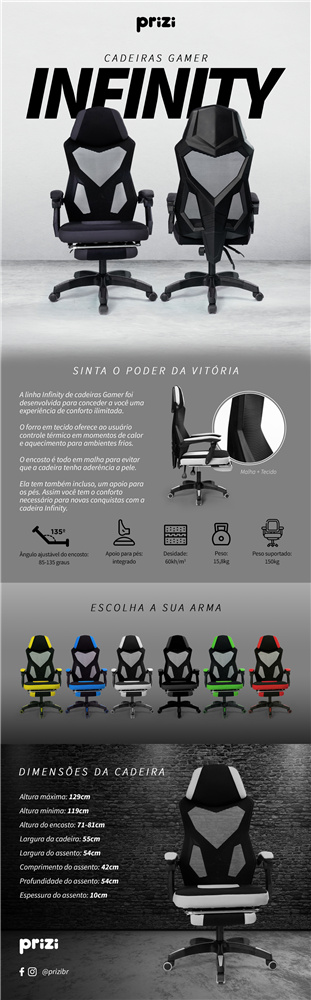 prizi
CADEIRAS GAMER
INFINITY
SINTA O PODER DA VITÓRIA
A linha Infinity de cadeiras Gamer foi
desenvolvida para conceder a você uma
experiência de conforto ilimitada.
O forro em tecido oferece ao usuário
controle térmico em momentos de calor
e aquecimento para ambientes frios.
O encosto é todo em malha para evitar
que a cadeira tenha aderência a pele.
Ela tem também incluso, um apoio para
os pés. Assim você tem o conforto
necessário para novas conquistas com a
cadeira Infinity.
Malha + Tecido
135º
Ângulo ajustável do encosto:
85-135 graus
Apoio para pés:
integrado
Desidade:
60kh/m³
Peso:
15,8kg
Peso suportado:
150kg
ESCOLHA A SUA ARMA
DIMENSÕES DA CADEIRA
Altura máxima: 129cm
Altura mínima: 119cm
Altura do encosto: 71-81cm
Largura da cadeira: 55cm
Largura do assento: 54cm
Comprimento do assento: 42cm
Profundidade do assento: 54cm
Espessura do assento: 10cm
prizi
@prizibr